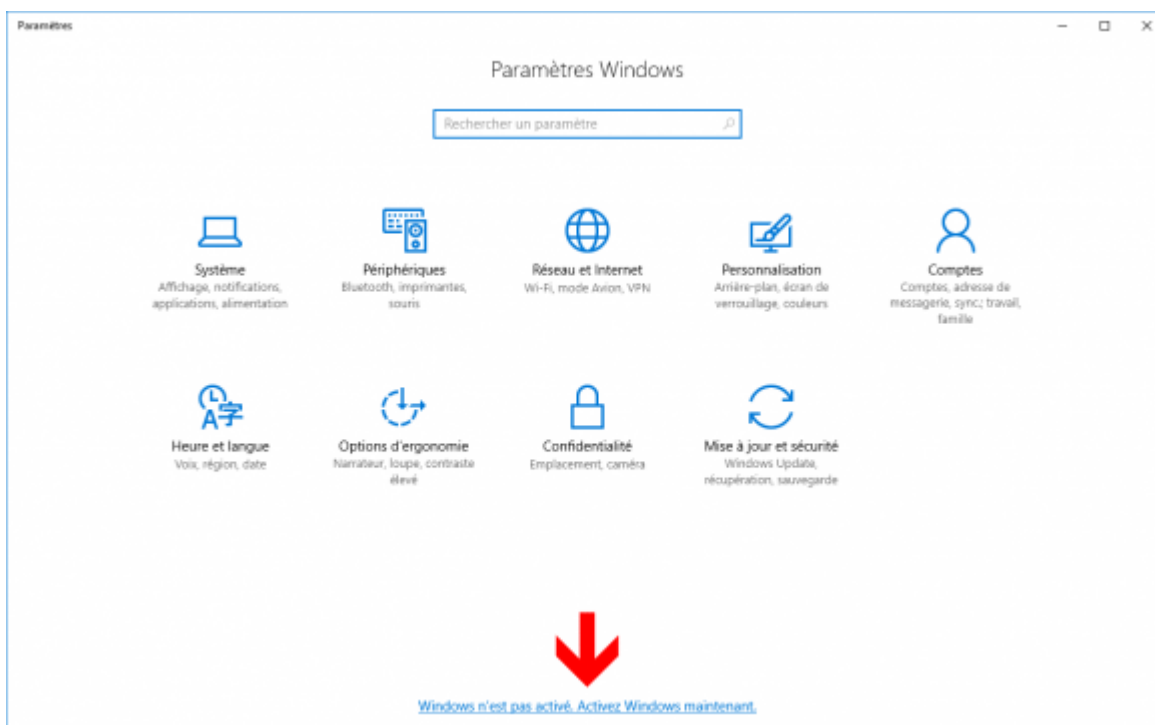 Paramètres
Paramètres Windows
Rechercher un paramètre
Système
Affichage, notifications,
applications, alimentation
Périphériques
Bluetooth, imprimantes,
souris
Réseau et Internet
Wi-Fi, mode Avion, VPN
Personnalisation
Arrière-plan, écran de
verrouillage, couleurs
Comptes
Comptes, adresse de
messagerie, sync.; travail,
famille
Heure et langue
Voix, région, date
Options d'ergonomie
Narrateur, loupe, contraste
élevé
Confidentialité
Emplacement, caméra
Mise à jour et sécurité
Windows Update,
récupération, sauvegarde
Windows n'est pas activé. Activez Windows maintenant.